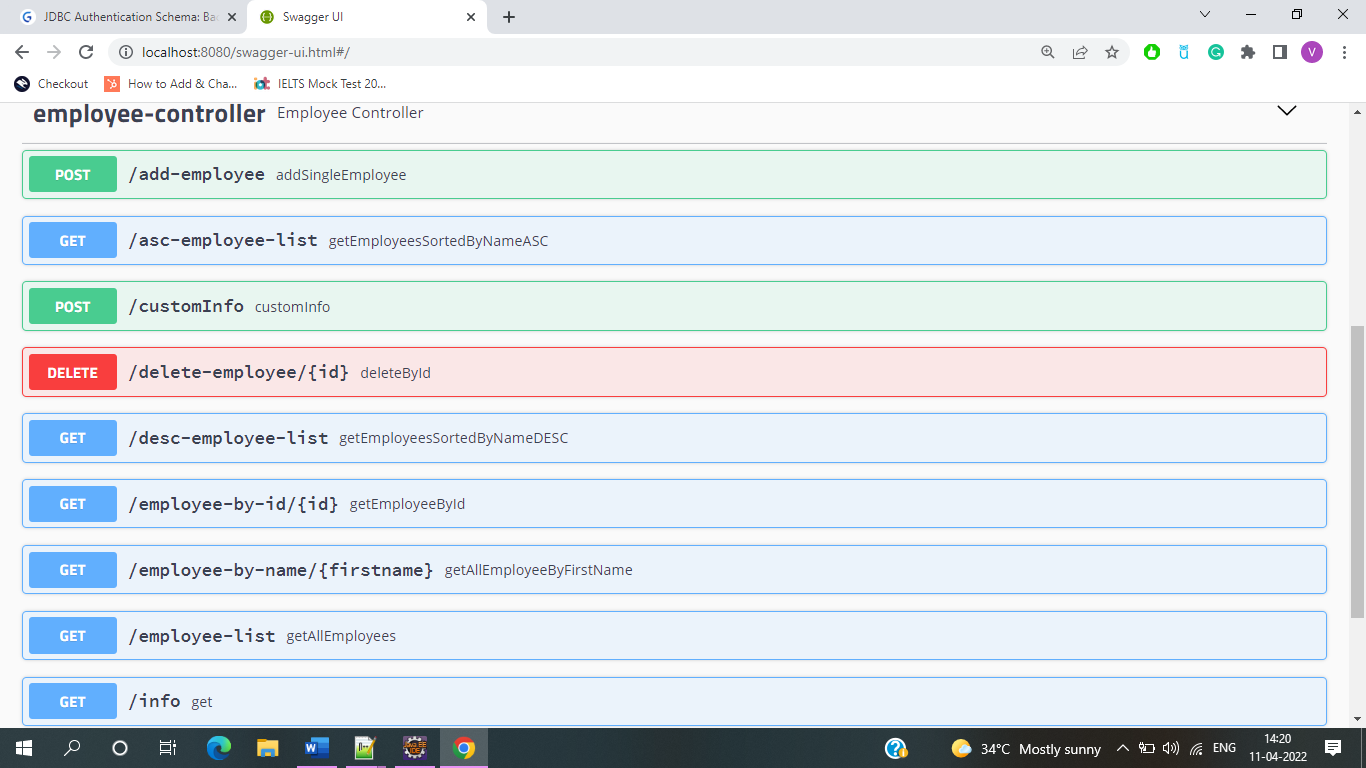 JDBC Authentication Schema: Ba
Swagger UI
localhost:8080/swagger-ui.html#/
V
Checkout
How to Add & Cha...
IELTS Mock Test 20...
employee-controller Employee Controller
POST /add-employee addSingleEmployee
GET /asc-employee-list getEmployeesSortedByNameASC
POST /customInfo customInfo
DELETE /delete-employee/{id} deleteById
GET /desc-employee-list getEmployeesSortedByNameDESC
GET /employee-by-id/{id} getEmployeeById
GET /employee-by-name/{firstname} getAllEmployeeByFirstName
GET /employee-list getAllEmployees
GET /info get
34°C Mostly sunny
ENG
14:20
11-04-2022